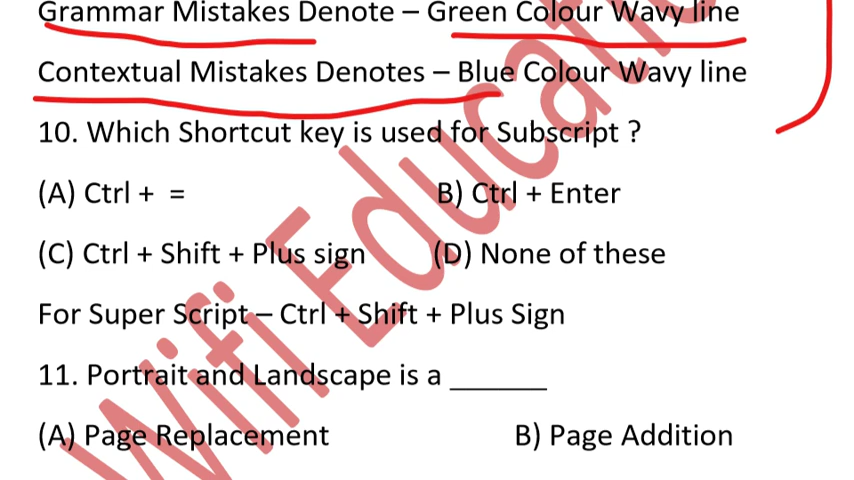 Grammar Mistakes Denote – Green Colour Wavy line
Contextual Mistakes Denotes – Blue Colour Wavy line
10. Which Shortcut key is used for Subscript ?
(A) Ctrl + =    B) Ctrl + Enter
(C) Ctrl + Shift + Plus sign    (D) None of these
For Super Script – Ctrl + Shift + Plus Sign
11. Portrait and Landscape is a _______
(A) Page Replacement    B) Page Addition
Wifi Educatio